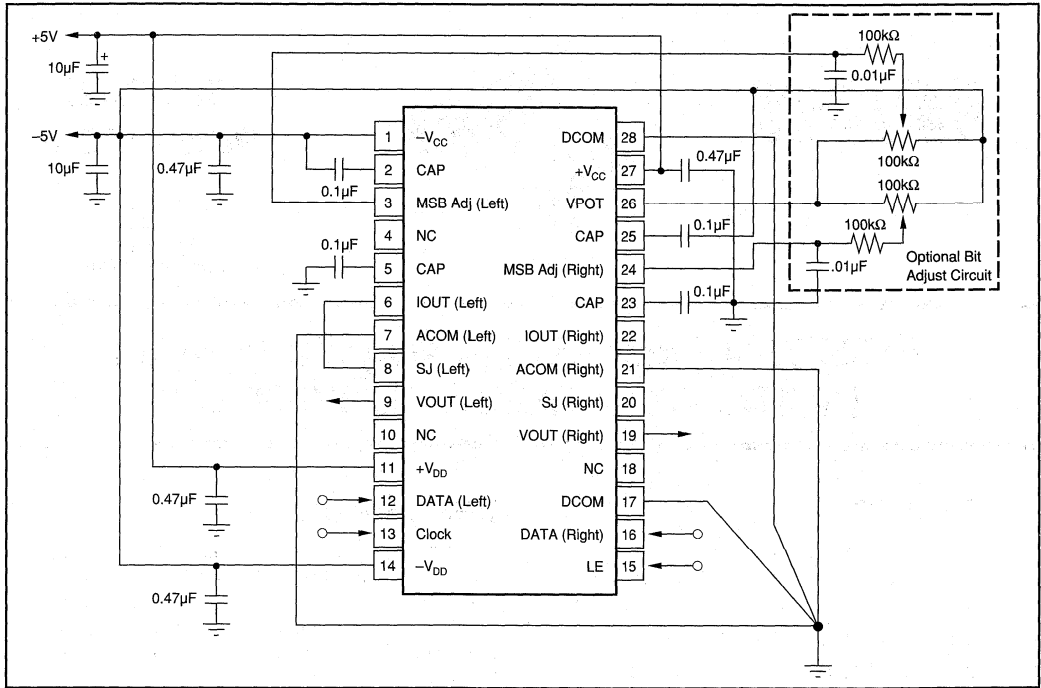 +5V
+
10µF
–5V
10µF
0.47µF
0.1µF
0.1µF
0.47µF
0.47µF
1 –VCC
2 CAP
3 MSB Adj (Left)
4 NC
5 CAP
6 IOUT (Left)
7 ACOM (Left)
8 SJ (Left)
9 VOUT (Left)
10 NC
11 +VDD
12 DATA (Left)
13 Clock
14 –VDD
DCOM 28
+VCC 27
VPOT 26
CAP 25
MSB Adj (Right) 24
CAP 23
IOUT (Right) 22
ACOM (Right) 21
SJ (Right) 20
VOUT (Right) 19
NC 18
DCOM 17
DATA (Right) 16
LE 15
0.47µF
0.1µF
0.1µF
100kΩ
0.01µF
100kΩ
100kΩ
100kΩ
.01µF
Optional Bit
Adjust Circuit